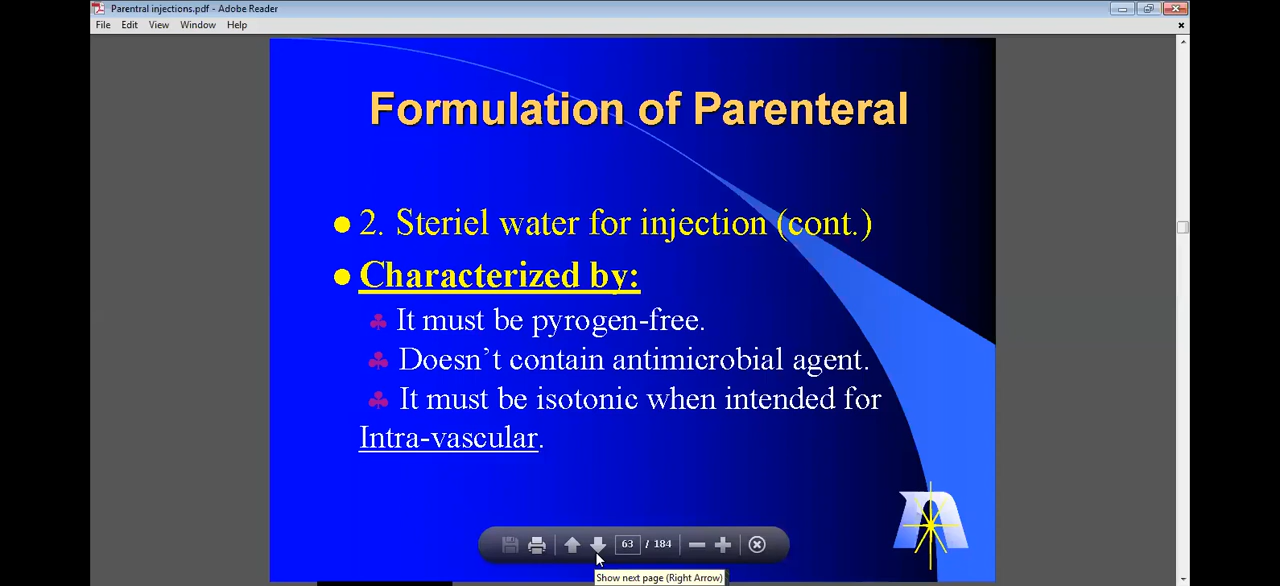 Parentral injections.pdf - Adobe Reader
File Edit View Window Help
Formulation of Parenteral
2. Steriel water for injection (cont.)
Characterized by:
It must be pyrogen-free.
Doesn’t contain antimicrobial agent.
It must be isotonic when intended for
Intra-vascular.
63 / 184
Show next page (Right Arrow)